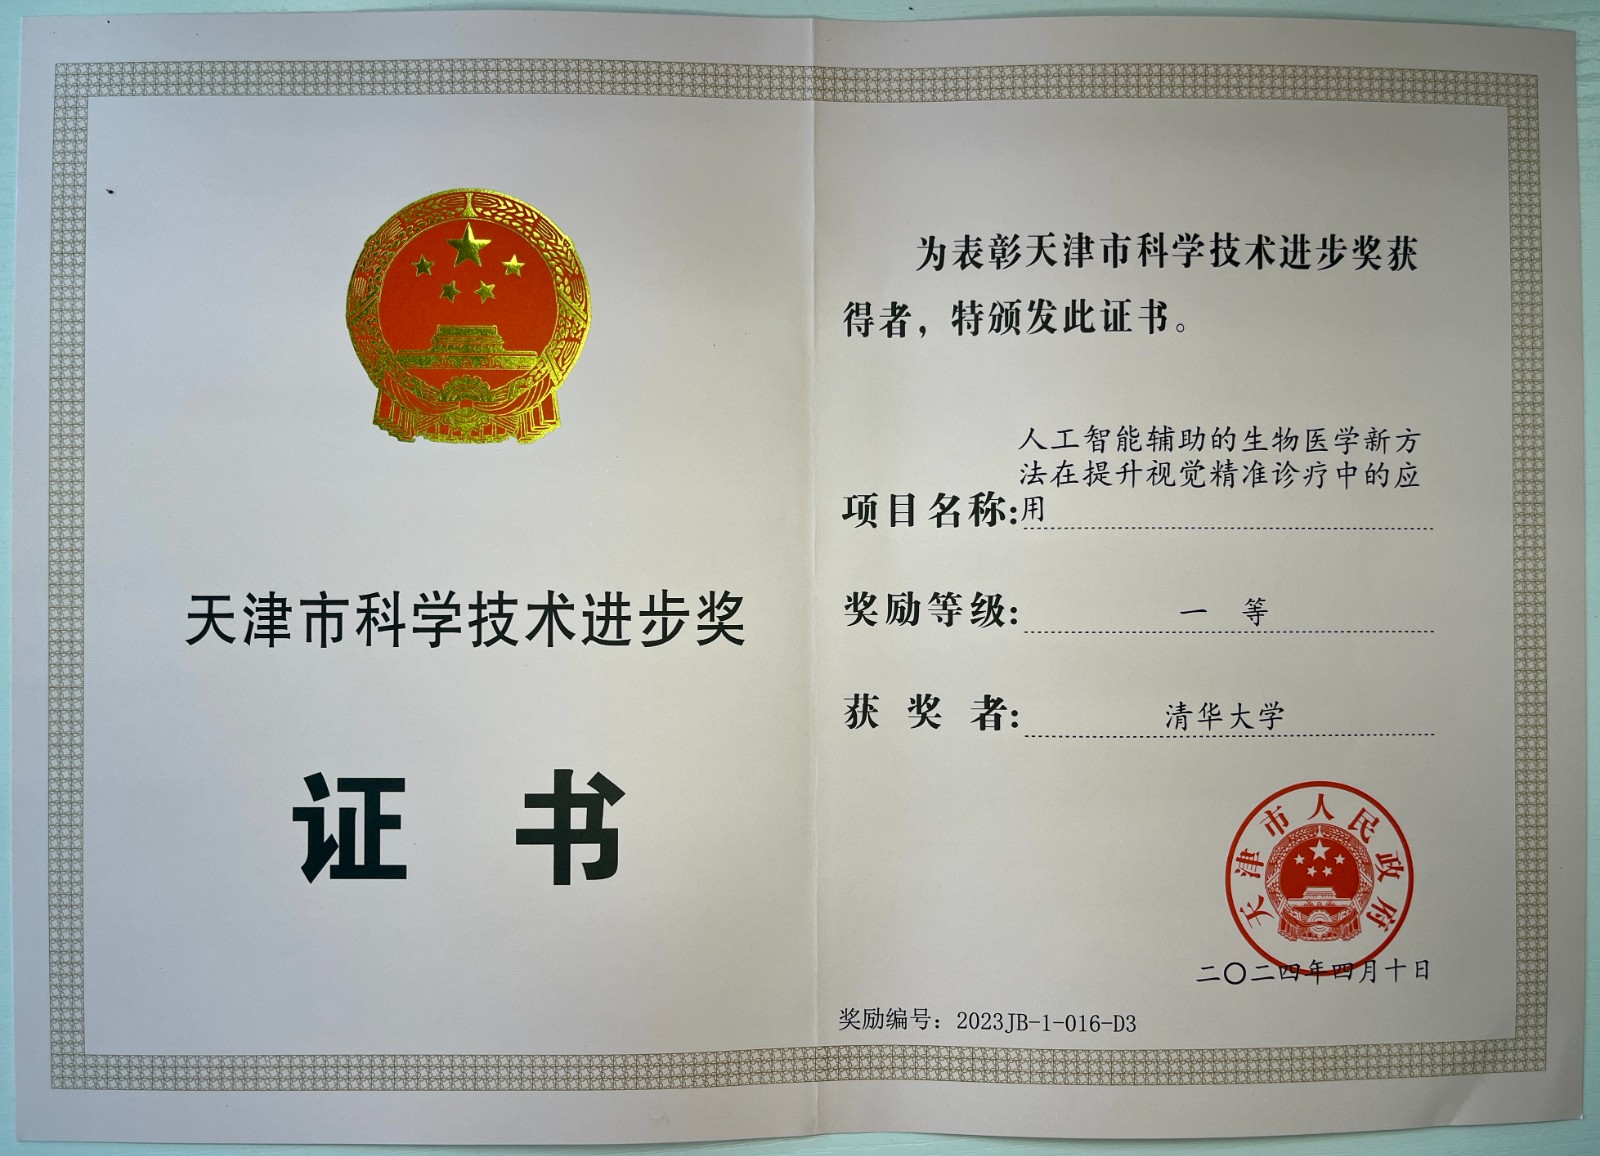 天津市科学技术进步奖
证 书
为表彰天津市科学技术进步奖获
得者，特颁发此证书。
人工智能辅助的生物医学新方
法在提升视觉精准诊疗中的应
项目名称：用
奖励等级： 一 等
获 奖 者： 清华大学
天津市人民政府
二〇二四年四月十日
奖励编号：2023JB-1-016-D3